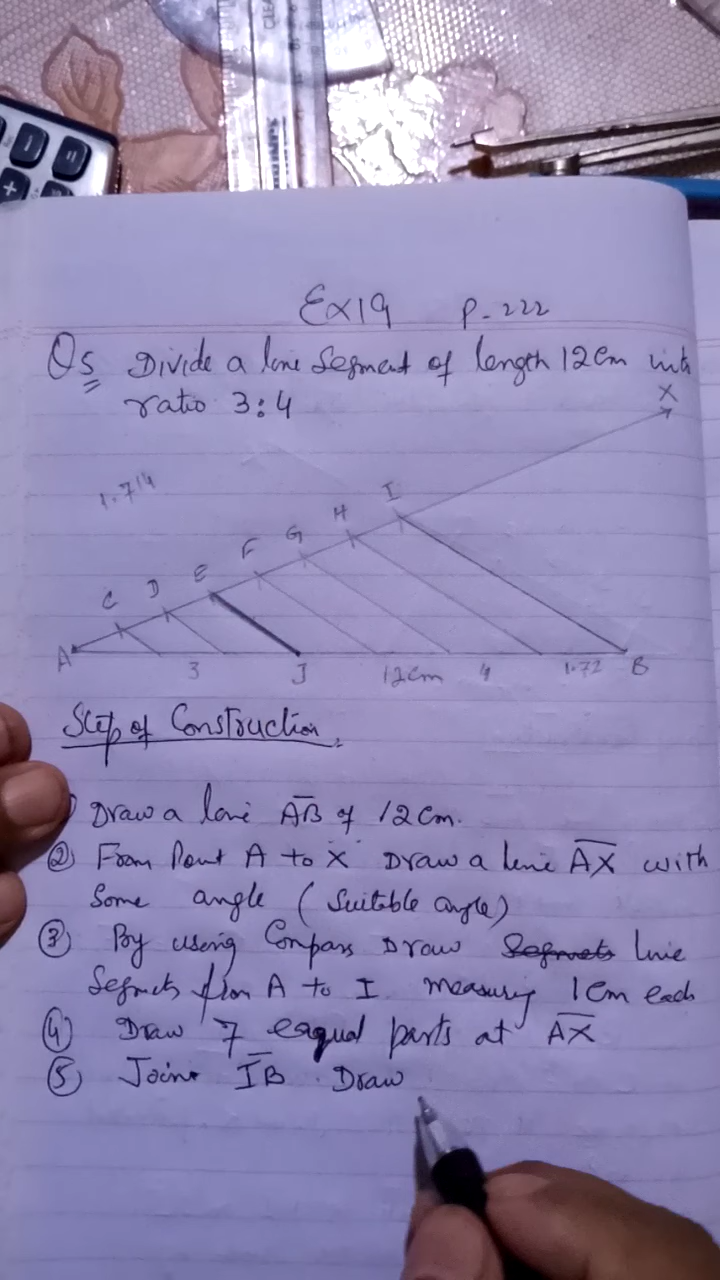 Ex19 P-222
Q5 Divide a line Segment of length 12cm into
ratio 3:4
X
1.714
I
H
G
F
E
D
C
A 3 J 12cm 4 1.72 B
Step of Construction
Draw a line AB of 12cm.
② From Point A to X Draw a line AX with
Some angle (Suitable angle)
③ By using Compass Draw Segments line
Segments from A to I measuring 1cm each
④ Draw 7 eaqual parts at AX
⑤ Join IB Draw